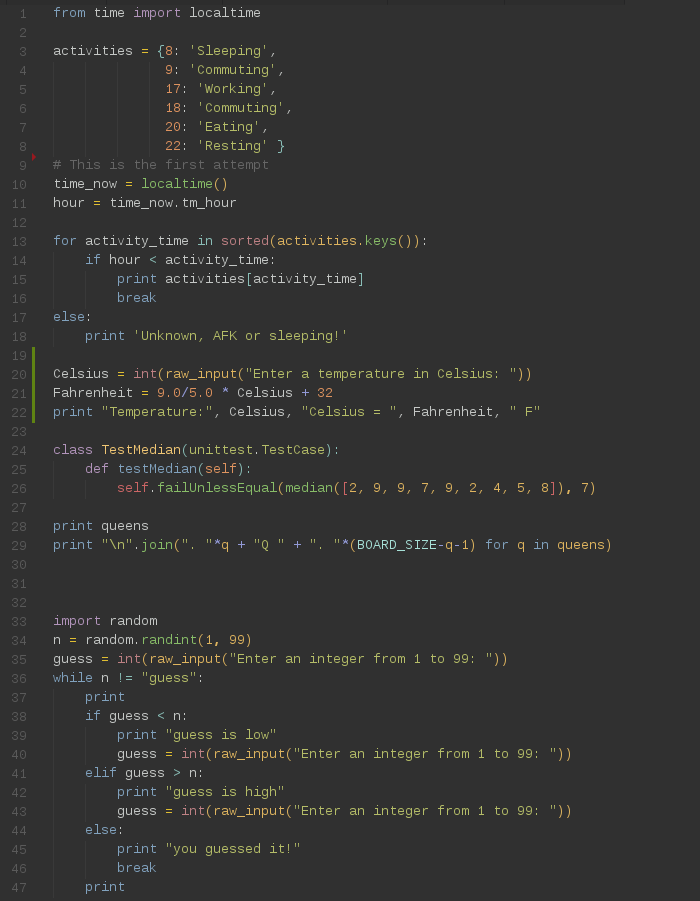 1 from time import localtime
2
3 activities = {8: 'Sleeping',
4               9: 'Commuting',
5               17: 'Working',
6               18: 'Commuting',
7               20: 'Eating',
8               22: 'Resting' }
9 # This is the first attempt
10 time_now = localtime()
11 hour = time_now.tm_hour
12
13 for activity_time in sorted(activities.keys()):
14     if hour < activity_time:
15         print activities[activity_time]
16         break
17 else:
18     print 'Unknown, AFK or sleeping!'
19
20 Celsius = int(raw_input("Enter a temperature in Celsius: "))
21 Fahrenheit = 9.0/5.0 * Celsius + 32
22 print "Temperature:", Celsius, "Celsius = ", Fahrenheit, " F"
23
24 class TestMedian(unittest.TestCase):
25     def testMedian(self):
26         self.failUnlessEqual(median([2, 9, 9, 7, 9, 2, 4, 5, 8]), 7)
27
28 print queens
29 print "\n".join(". "*q + "Q " + ". "*(BOARD_SIZE-q-1) for q in queens)
30
31
32
33 import random
34 n = random.randint(1, 99)
35 guess = int(raw_input("Enter an integer from 1 to 99: "))
36 while n != "guess":
37     print
38     if guess < n:
39         print "guess is low"
40         guess = int(raw_input("Enter an integer from 1 to 99: "))
41     elif guess > n:
42         print "guess is high"
43         guess = int(raw_input("Enter an integer from 1 to 99: "))
44     else:
45         print "you guessed it!"
46         break
47     print